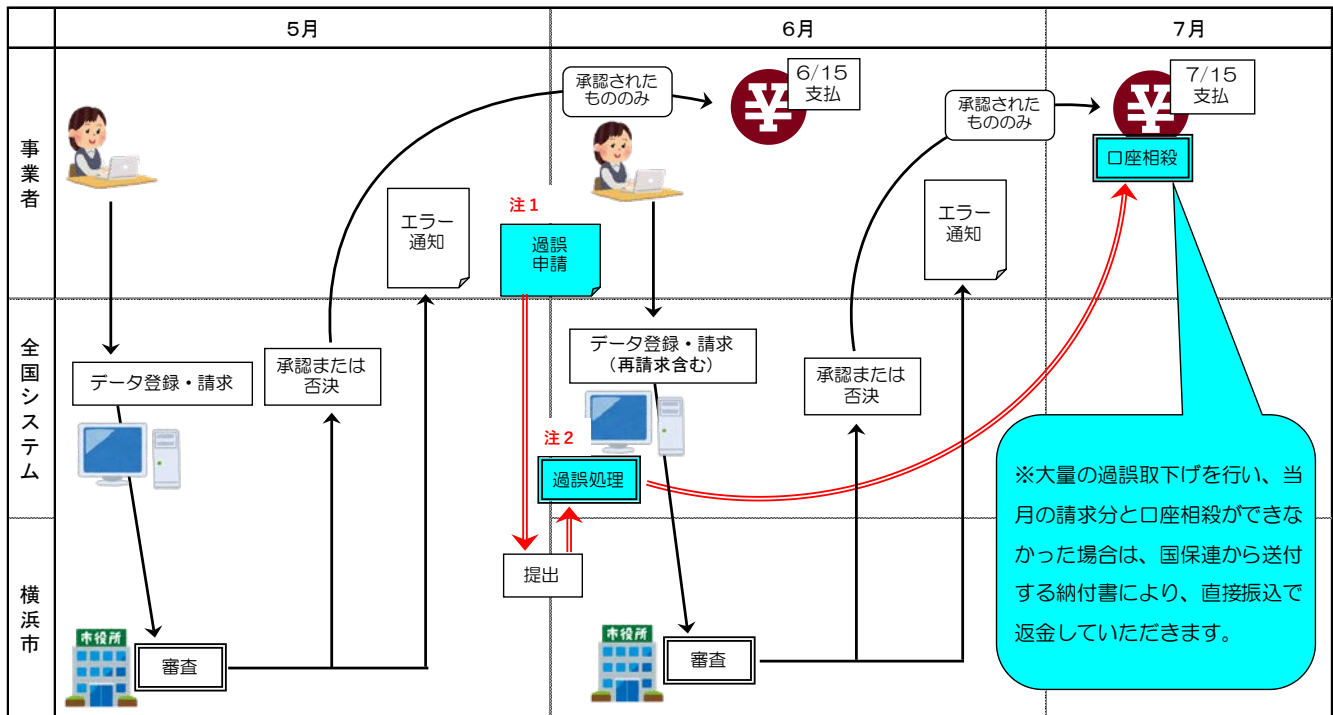 5月
6月
7月
事業者
全国システム
横浜市
承認された
もののみ
6/15
支払
承認された
もののみ
7/15
支払
口座相殺
エラー
通知
注1
過誤
申請
エラー
通知
データ登録・請求
承認または
否決
データ登録・請求
（再請求含む）
承認または
否決
注2
過誤処理
提出
市役所
審査
市役所
審査
※大量の過誤取下げを行い、当
月の請求分と口座相殺ができな
かった場合は、国保連から送付
する納付書により、直接振込で
返金していただきます。